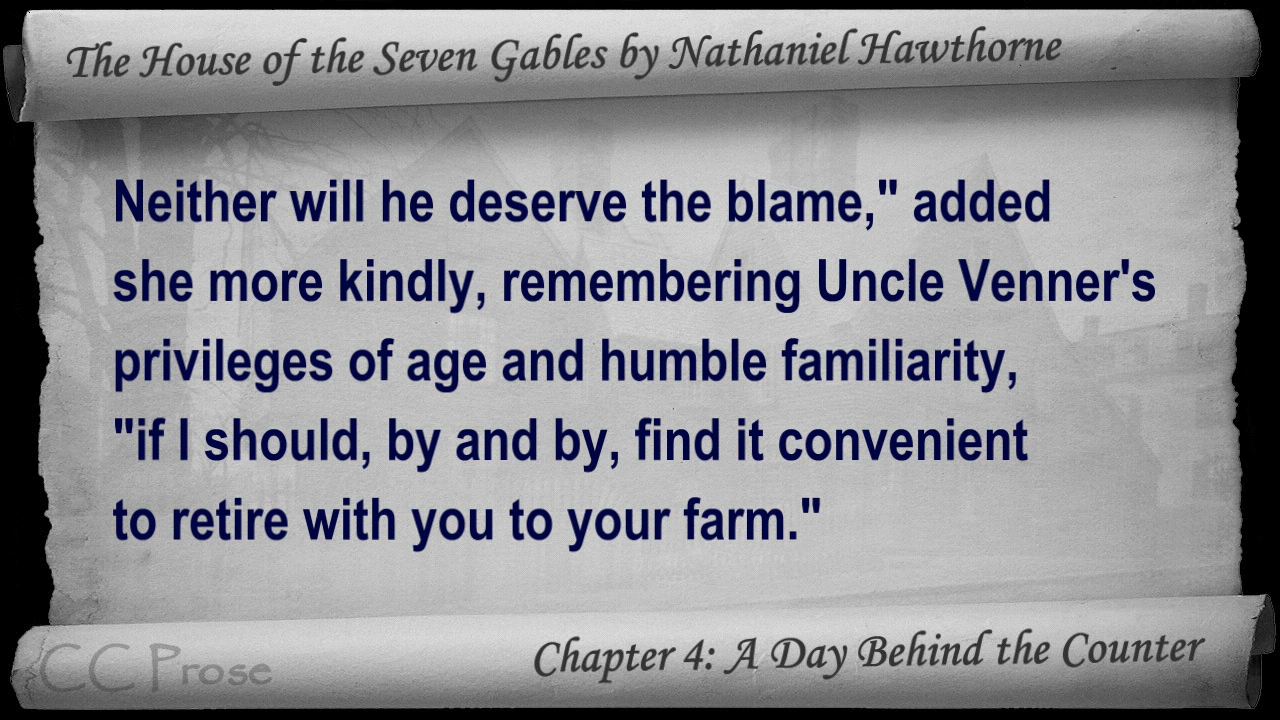 The House of the Seven Gables by Nathaniel Hawthorne
Neither will he deserve the blame," added
she more kindly, remembering Uncle Venner's
privileges of age and humble familiarity,
"if I should, by and by, find it convenient
to retire with you to your farm."
CC Prose
Chapter 4: A Day Behind the Counter